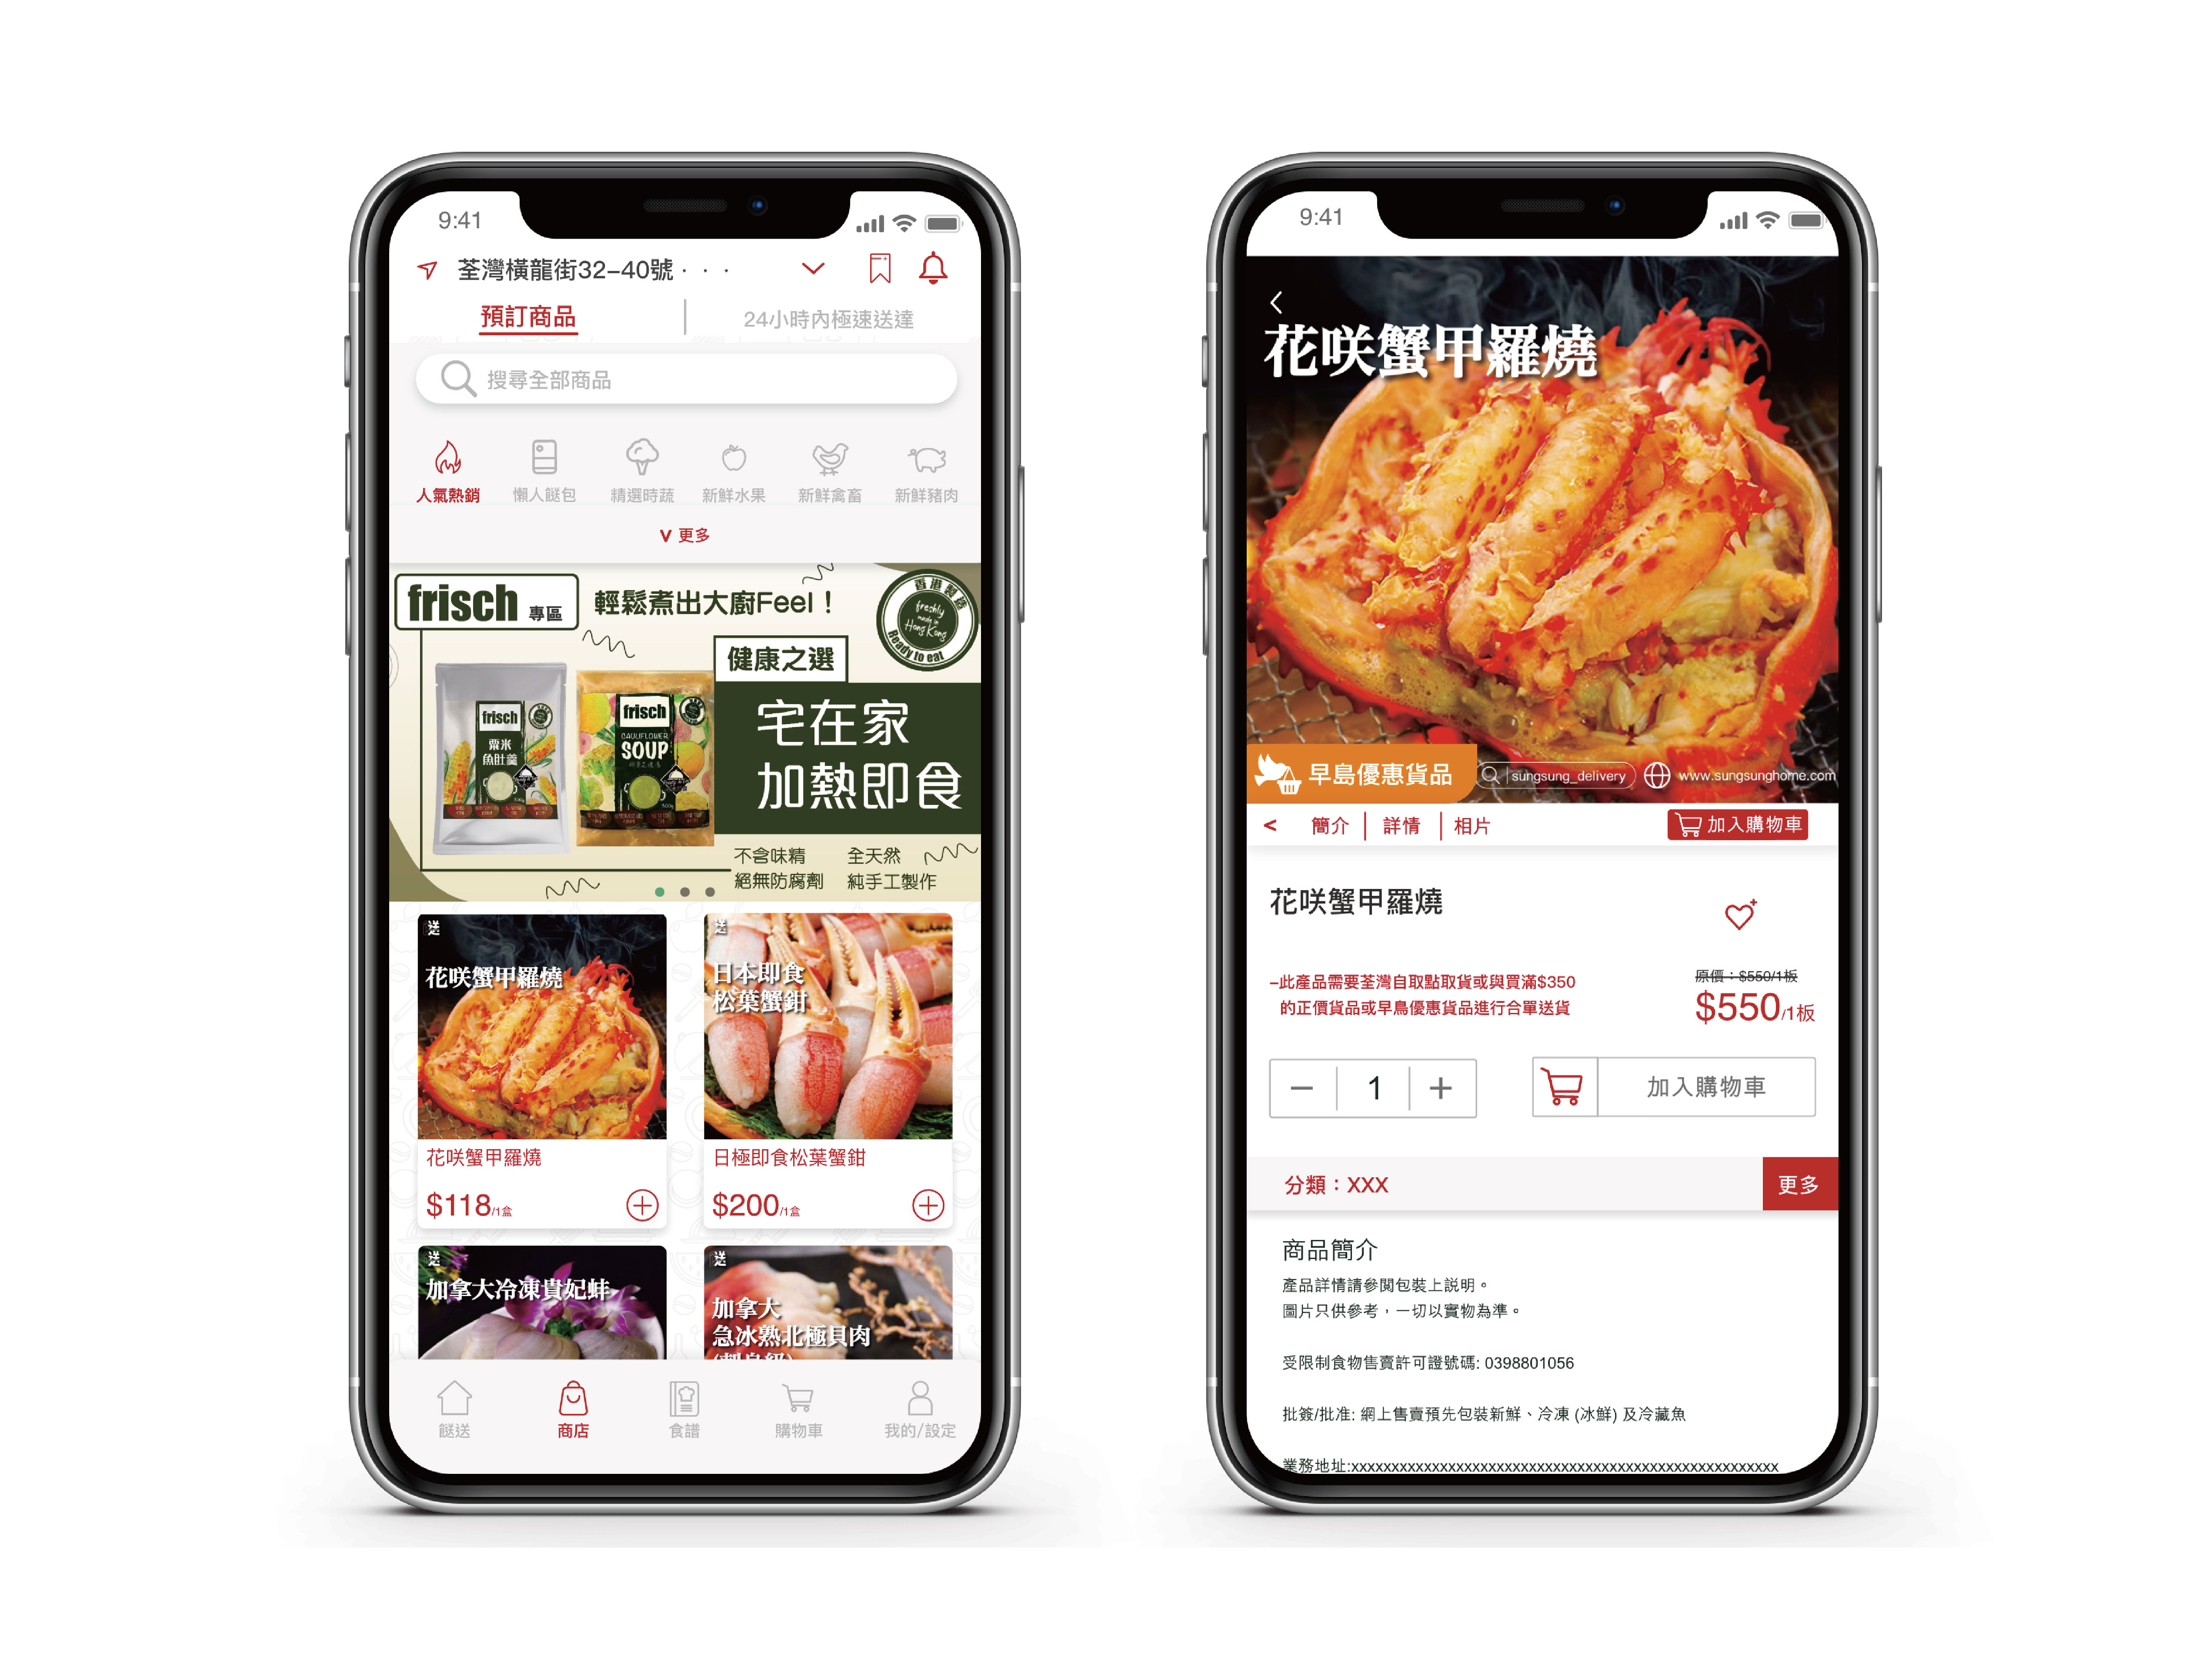 9:41
荃灣橫龍街32-40號 · · ·
預訂商品
24小時內極速送達
搜尋全部商品
人氣熱銷
懶人餸包
精選時蔬
新鮮水果
新鮮禽畜
新鮮豬肉
∨ 更多
frisch 專區
輕鬆煮出大廚Feel！
香港製造
freshly
made in
Hong Kong
Ready to eat
健康之選
宅在家
加熱即食
frisch
粟米
魚肚羹
frisch
CAULIFLOWER
SOUP
不含味精
全天然
絕無防腐劑
純手工製作
送
花咲蟹甲羅燒
花咲蟹甲羅燒
$118/1盒
送
日本即食
松葉蟹鉗
日極即食松葉蟹鉗
$200/1盒
送
加拿大冷凍貴妃蚌
送
加拿大
急冰熟北極貝肉
餸送
商店
食譜
購物車
我的/設定
9:41
花咲蟹甲羅燒
早島優惠貨品
sungsung_delivery
www.sungsunghome.com
< 簡介 | 詳情 | 相片
加入購物車
花咲蟹甲羅燒
-此產品需要荃灣自取點取貨或與買滿$350
的正價貨品或早鳥優惠貨品進行合單送貨
原價：$550/1板
$550/1板
− 1 +
加入購物車
分類：XXX
更多
商品簡介
產品詳情請參閱包裝上説明。
圖片只供參考，一切以實物為準。
受限制食物售賣許可證號碼: 0398801056
批簽/批准: 網上售賣預先包裝新鮮、冷凍 (冰鮮) 及冷藏魚
業務地址:xxxxxxxxxxxxxxxxxxxxxxxxxxxxxxxxxxxxxxxxxxxxxxxxxxxxx